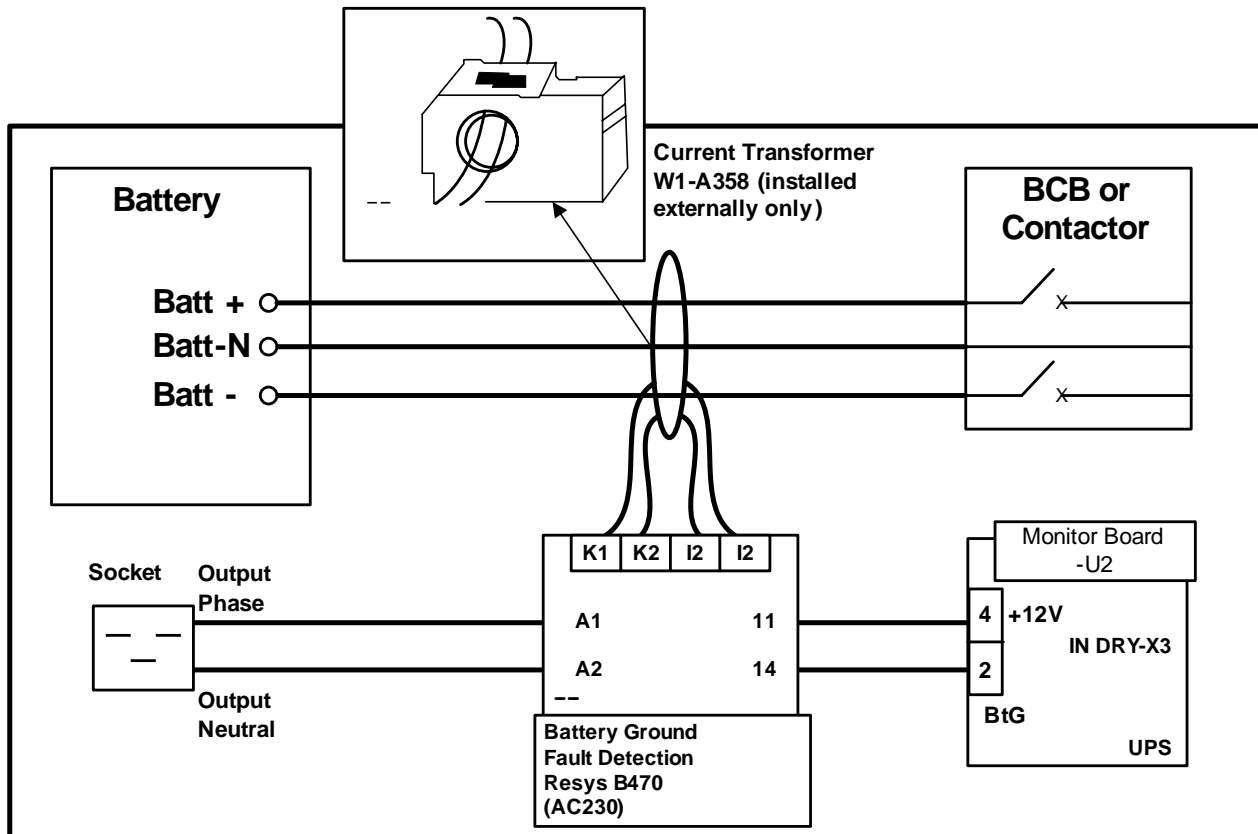 Current Transformer
W1-A358 (installed
externally only)
Battery
BCB or
Contactor
Batt +
Batt-N
Batt -
x
x
K1 K2 I2 I2
Monitor Board
-U2
Socket
Output
Phase
A1 11
4 +12V
IN DRY-X3
A2 14
2
Output
Neutral
BtG
UPS
Battery Ground
Fault Detection
Resys B470
(AC230)